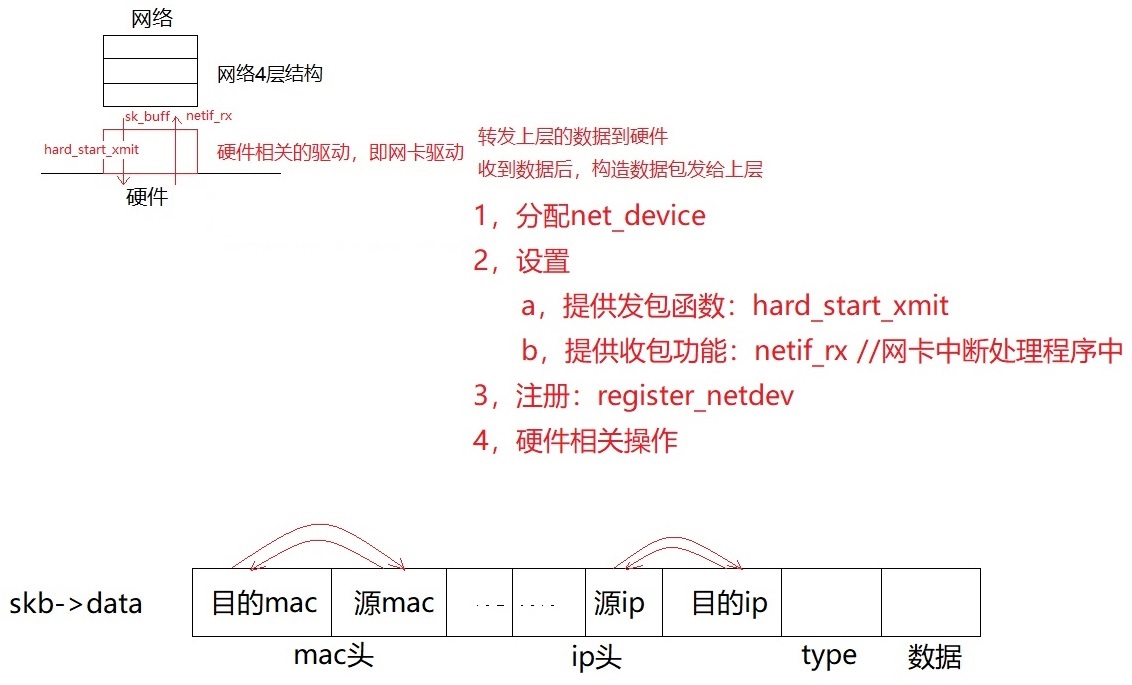 网络
网络4层结构
sk_buff netif_rx
hard_start_xmit
硬件相关的驱动，即网卡驱动
硬件
转发上层的数据到硬件
收到数据后，构造数据包发给上层
1，分配net_device
2，设置
a，提供发包函数：hard_start_xmit
b，提供收包功能：netif_rx //网卡中断处理程序中
3，注册：register_netdev
4，硬件相关操作
skb->data 目的mac 源mac ...-.... 源ip 目的ip
mac头 ip头 type 数据